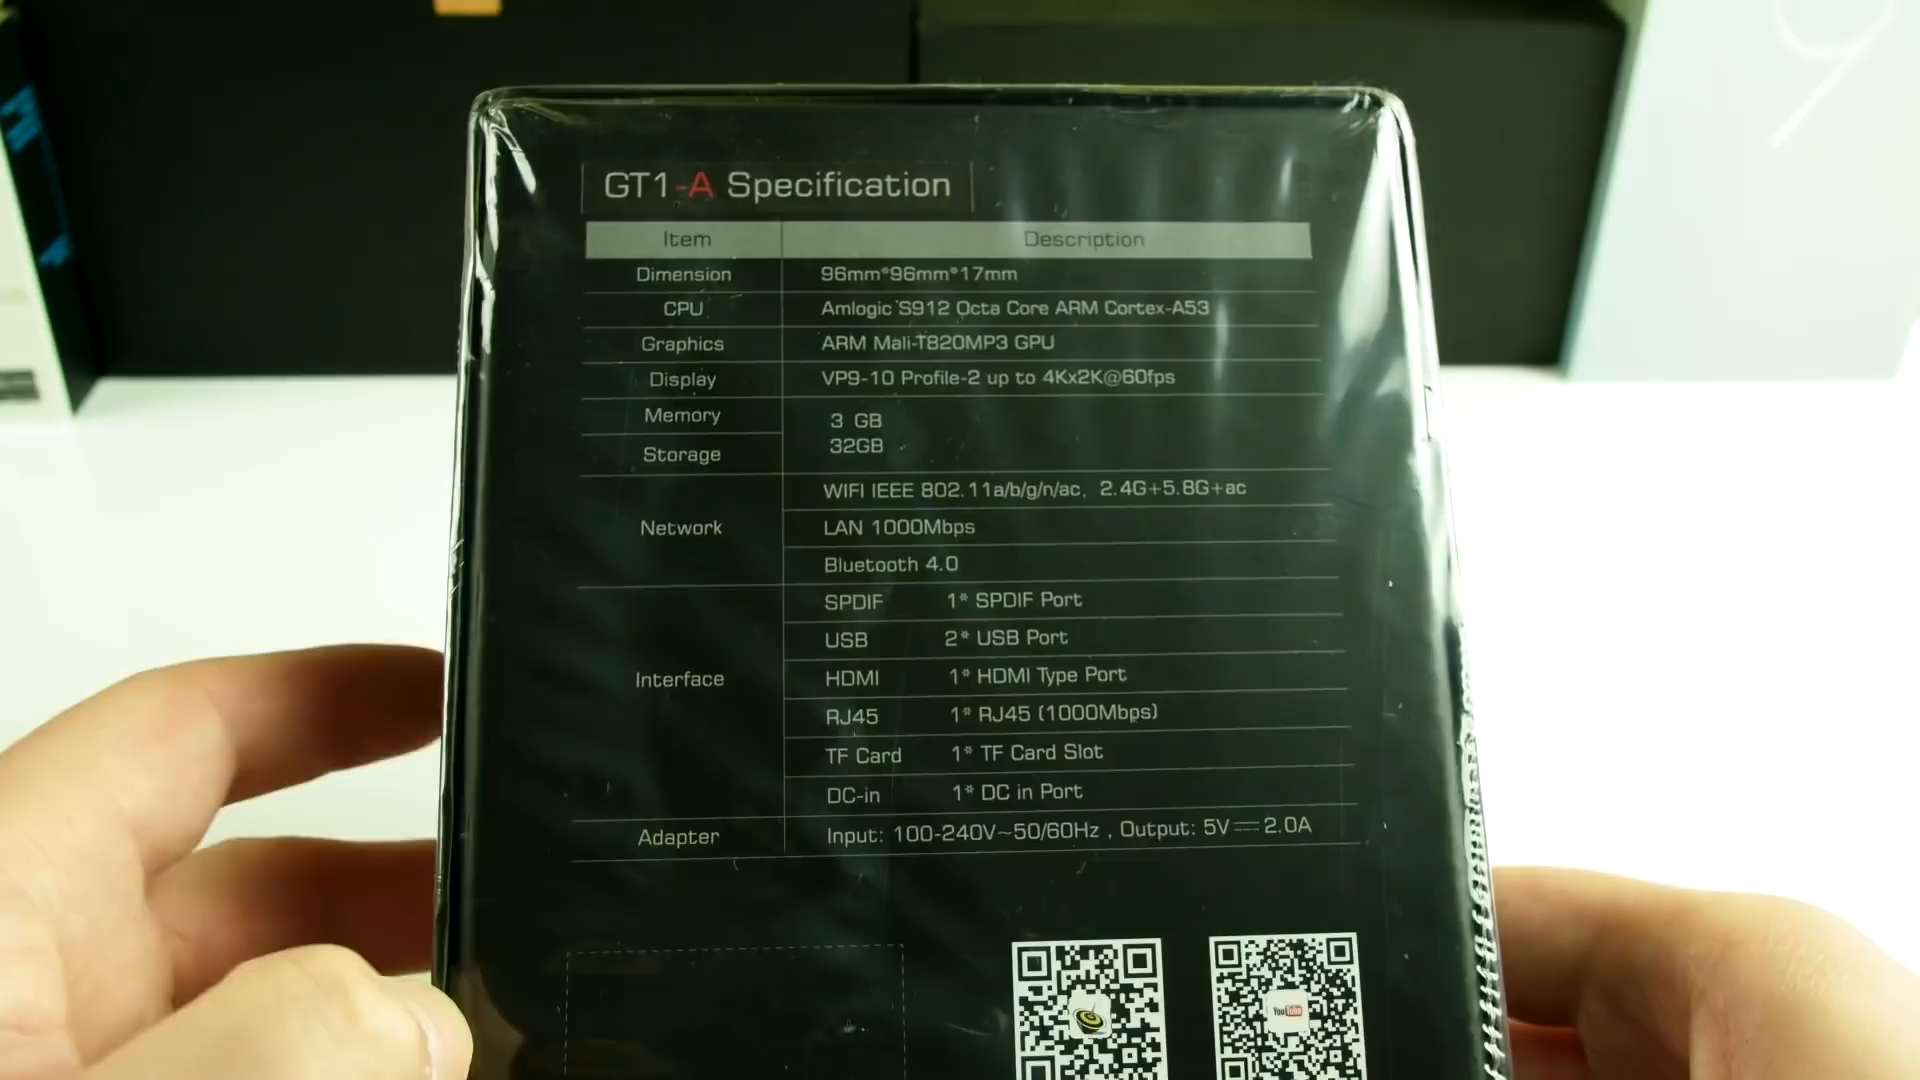 GT1-A Specification
Item Description
Dimension 96mm*96mm*17mm
CPU Amlogic S912 Octa Core ARM Cortex-A53
Graphics ARM Mali-T820MP3 GPU
Display VP9-10 Profile-2 up to 4Kx2K@60fps
Memory 3 GB
Storage 32GB
Network
WIFI IEEE 802.11a/b/g/n/ac, 2.4G+5.8G+ac
LAN 1000Mbps
Bluetooth 4.0
Interface
SPDIF 1* SPDIF Port
USB 2* USB Port
HDMI 1* HDMI Type Port
RJ45 1* RJ45 (1000Mbps)
TF Card 1* TF Card Slot
DC-in 1* DC in Port
Adapter Input: 100-240V~50/60Hz , Output: 5V⎓2.0A
YouTube
9